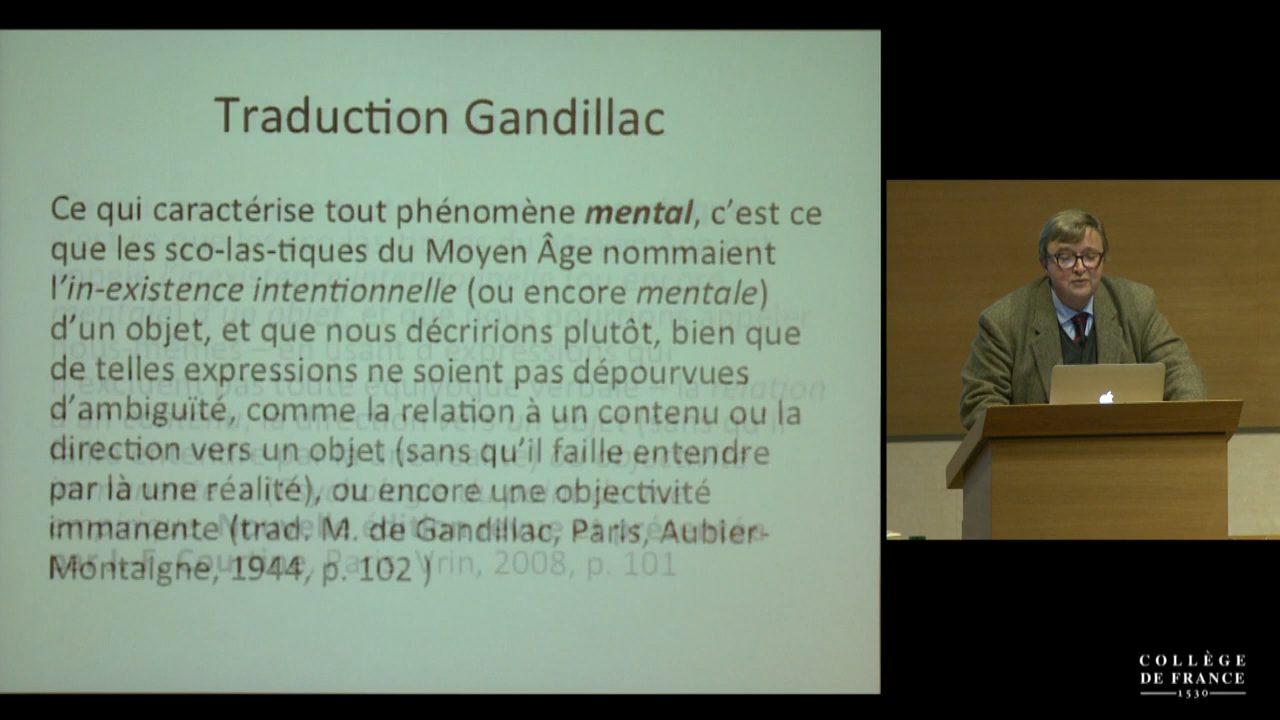 Traduction Gandillac
Ce qui caractérise tout phénomène mental, c’est ce
que les sco-las-tiques du Moyen Âge nommaient
l’in-existence intentionnelle (ou encore mentale)
d’un objet, et que nous décririons plutôt, bien que
de telles expressions ne soient pas dépourvues
d’ambiguïté, comme la relation à un contenu ou la
direction vers un objet (sans qu’il faille entendre
par là une réalité), ou encore une objectivité
immanente (trad. M. de Gandillac, Paris, Aubier-
Montaigne, 1944, p. 102 )
Vrin, 2008, p. 101
COLLÈGE
DE FRANCE
1530